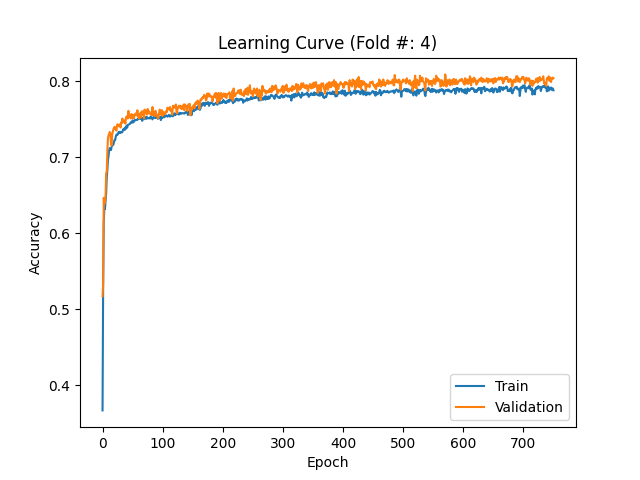 Learning Curve (Fold #: 4)
Accuracy
0.8
0.7
0.6
0.5
0.4
0 100 200 300 400 500 600 700
Epoch
Train
Validation